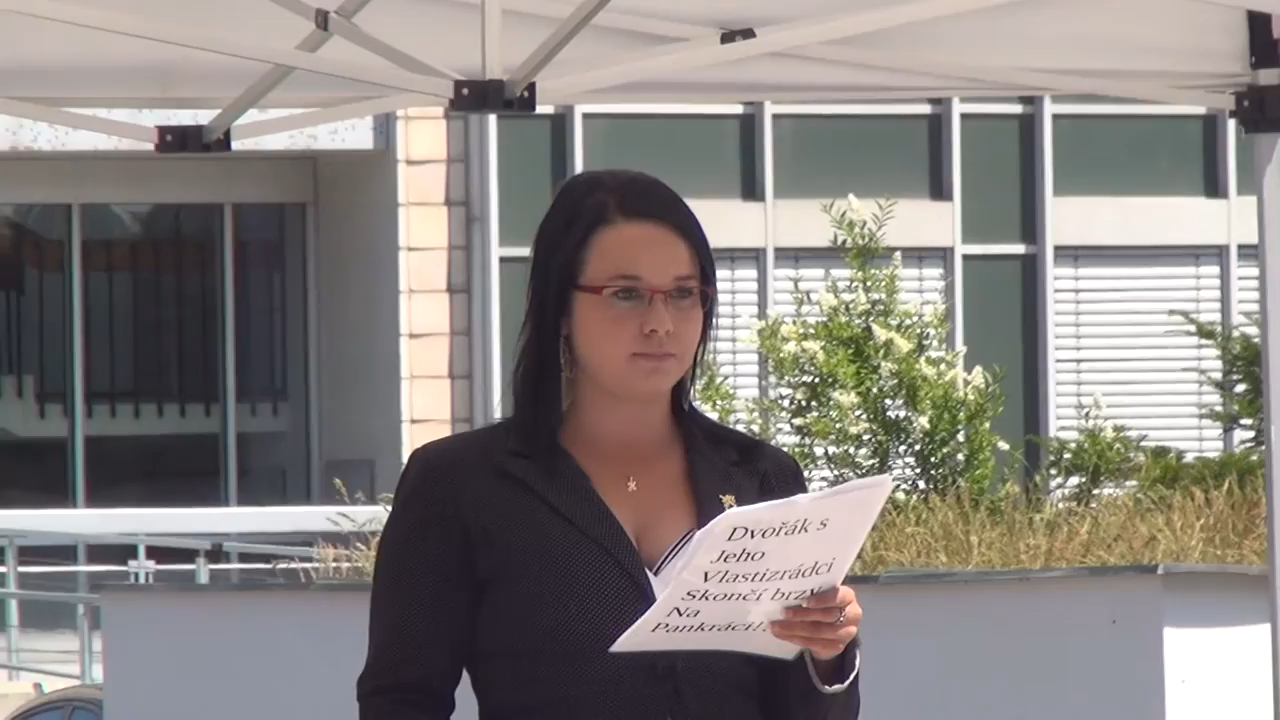 Dvořák s
Jeho
Vlastizrádci
Skončí brzy
Na
Pankráci!!